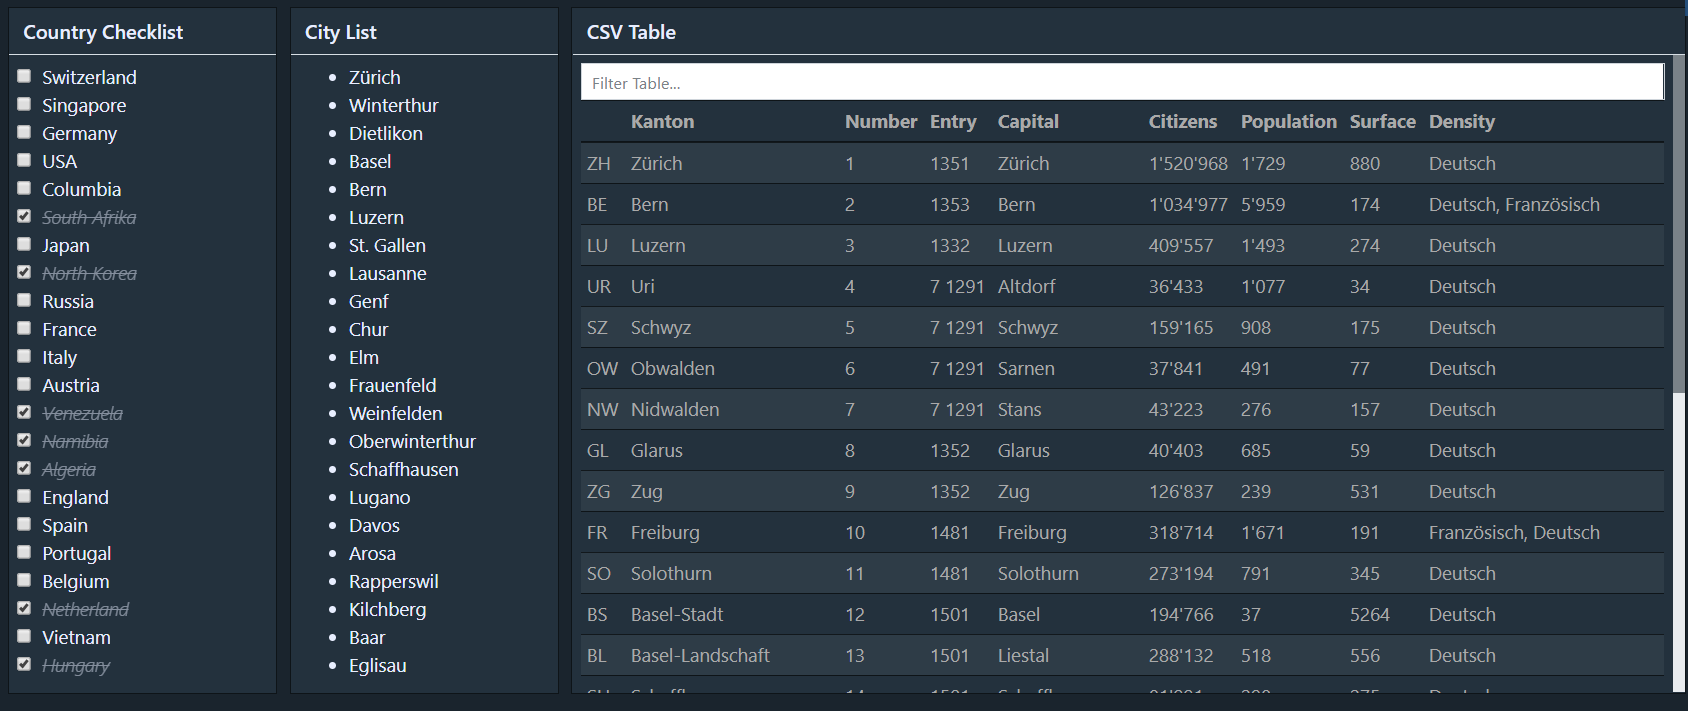 Country Checklist
Switzerland
Singapore
Germany
USA
Columbia
South Afrika
Japan
North Korea
Russia
France
Italy
Austria
Venezuela
Namibia
Algeria
England
Spain
Portugal
Belgium
Netherland
Vietnam
Hungary
City List
Zürich
Winterthur
Dietlikon
Basel
Bern
Luzern
St. Gallen
Lausanne
Genf
Chur
Elm
Frauenfeld
Weinfelden
Oberwinterthur
Schaffhausen
Lugano
Davos
Arosa
Rapperswil
Kilchberg
Baar
Eglisau
CSV Table
Filter Table...
Kanton Number Entry Capital Citizens Population Surface Density
ZH Zürich 1 1351 Zürich 1'520'968 1'729 880 Deutsch
BE Bern 2 1353 Bern 1'034'977 5'959 174 Deutsch, Französisch
LU Luzern 3 1332 Luzern 409'557 1'493 274 Deutsch
UR Uri 4 7 1291 Altdorf 36'433 1'077 34 Deutsch
SZ Schwyz 5 7 1291 Schwyz 159'165 908 175 Deutsch
OW Obwalden 6 7 1291 Sarnen 37'841 491 77 Deutsch
NW Nidwalden 7 7 1291 Stans 43'223 276 157 Deutsch
GL Glarus 8 1352 Glarus 40'403 685 59 Deutsch
ZG Zug 9 1352 Zug 126'837 239 531 Deutsch
FR Freiburg 10 1481 Freiburg 318'714 1'671 191 Französisch, Deutsch
SO Solothurn 11 1481 Solothurn 273'194 791 345 Deutsch
BS Basel-Stadt 12 1501 Basel 194'766 37 5264 Deutsch
BL Basel-Landschaft 13 1501 Liestal 288'132 518 556 Deutsch